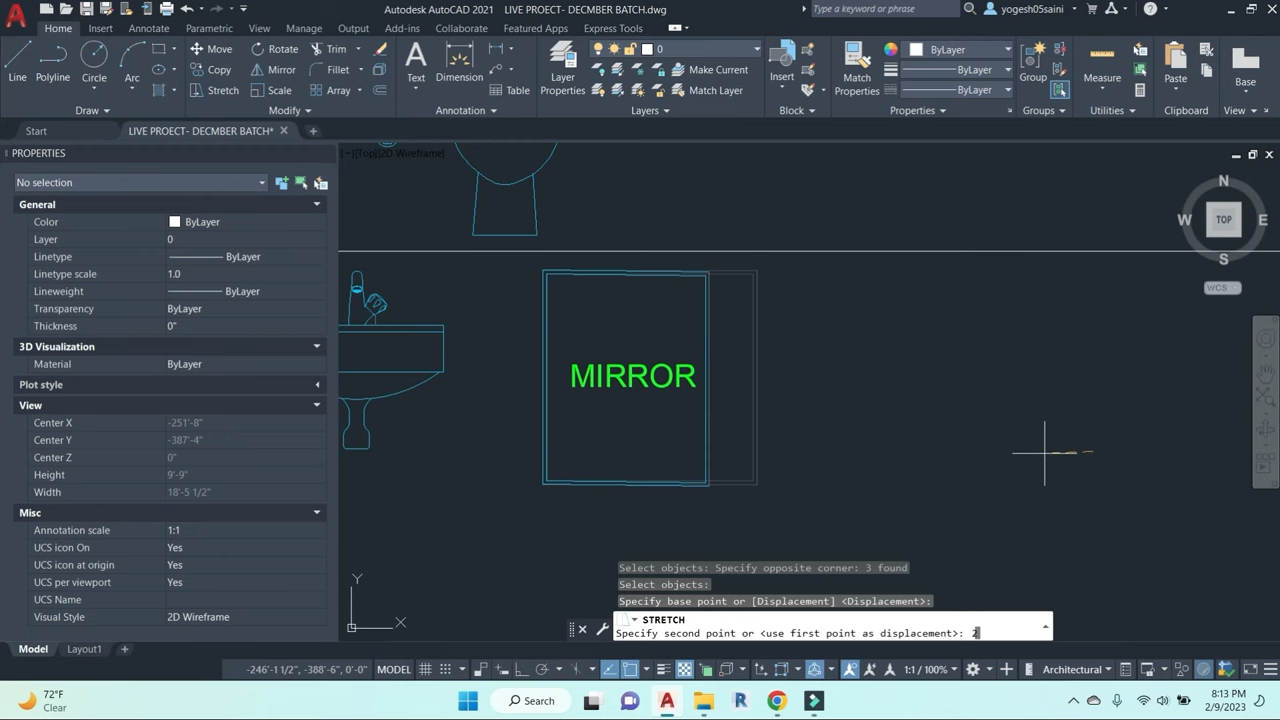 Autodesk AutoCAD 2021 LIVE PROECT- DECMBER BATCH.dwg
Type a keyword or phrase
yogesh05saini
Home Insert Annotate Parametric View Manage Output Add-ins Collaborate Featured Apps Express Tools
Line Polyline Circle Arc
Move Rotate Trim
Copy Mirror Fillet
Stretch Scale Array
Text Dimension Table
Layer Properties
0
Make Current
Match Layer
Insert
Match Properties
ByLayer
ByLayer
ByLayer
Group
Measure
Paste
Base
Draw Modify Annotation Layers Block Properties Groups Utilities Clipboard View
Start LIVE PROECT- DECMBER BATCH*
PROPERTIES
[−][Top][2D Wireframe]
No selection
General
Color ByLayer
Layer 0
Linetype ByLayer
Linetype scale 1.0
Lineweight ByLayer
Transparency ByLayer
Thickness 0"
3D Visualization
Material ByLayer
Plot style
View
Center X -251'-8"
Center Y -387'-4"
Center Z 0"
Height 9'-9"
Width 18'-5 1/2"
Misc
Annotation scale 1:1
UCS icon On Yes
UCS icon at origin Yes
UCS per viewport Yes
UCS Name
Visual Style 2D Wireframe
N
W TOP E
S
WCS
MIRROR
Y
X
Select objects: Specify opposite corner: 3 found
Select objects:
Specify base point or [Displacement] <Displacement>:
STRETCH
Specify second point or <use first point as displacement>: 2
Model Layout1
-246'-1 1/2", -388'-6", 0'-0" MODEL 1:1 / 100% Architectural
72°F
Clear
Search
8:13 PM
2/9/2023